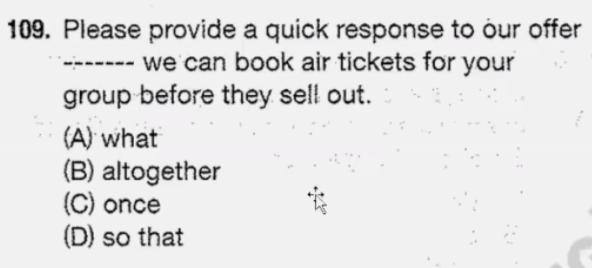 109. Please provide a quick response to our offer
------- we can book air tickets for your
group before they sell out.
(A) what
(B) altogether
(C) once
(D) so that